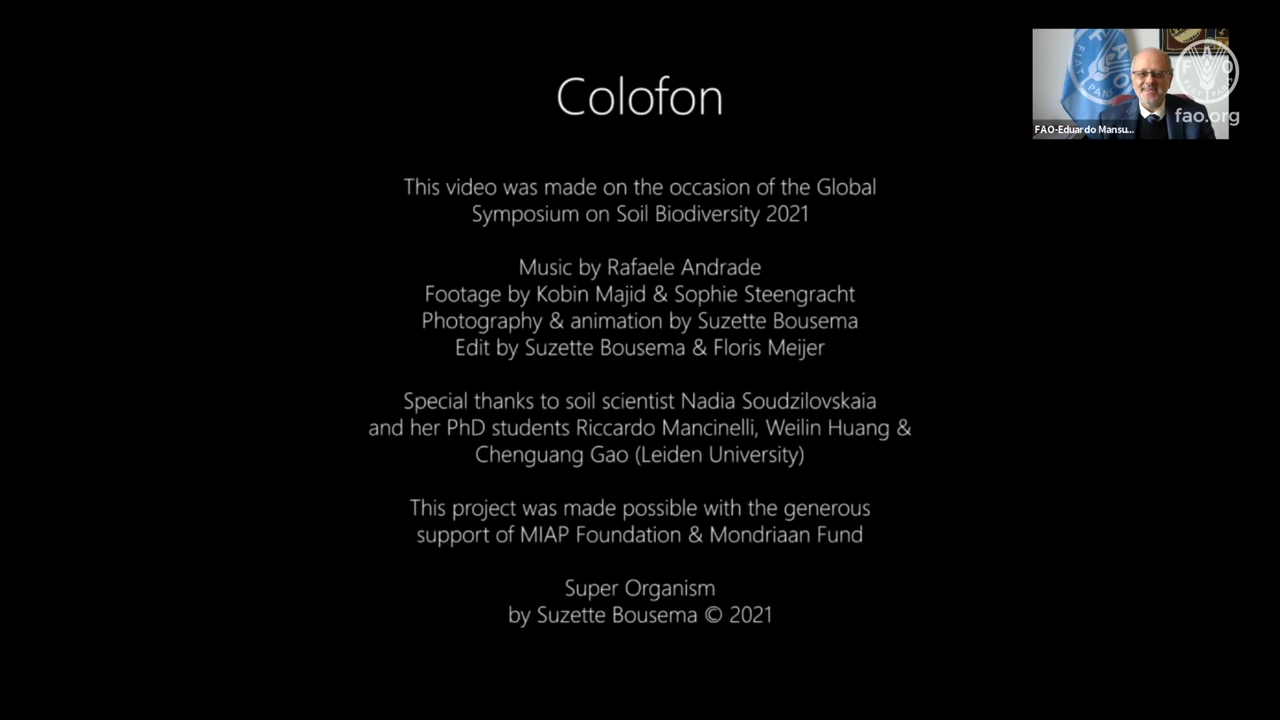 Colofon
This video was made on the occasion of the Global
Symposium on Soil Biodiversity 2021
Music by Rafaele Andrade
Footage by Kobin Majid & Sophie Steengracht
Photography & animation by Suzette Bousema
Edit by Suzette Bousema & Floris Meijer
Special thanks to soil scientist Nadia Soudzilovskaia
and her PhD students Riccardo Mancinelli, Weilin Huang &
Chenguang Gao (Leiden University)
This project was made possible with the generous
support of MIAP Foundation & Mondriaan Fund
Super Organism
by Suzette Bousema © 2021
FAO
FIAT PANIS
fao.org
FAO-Eduardo Mansu...